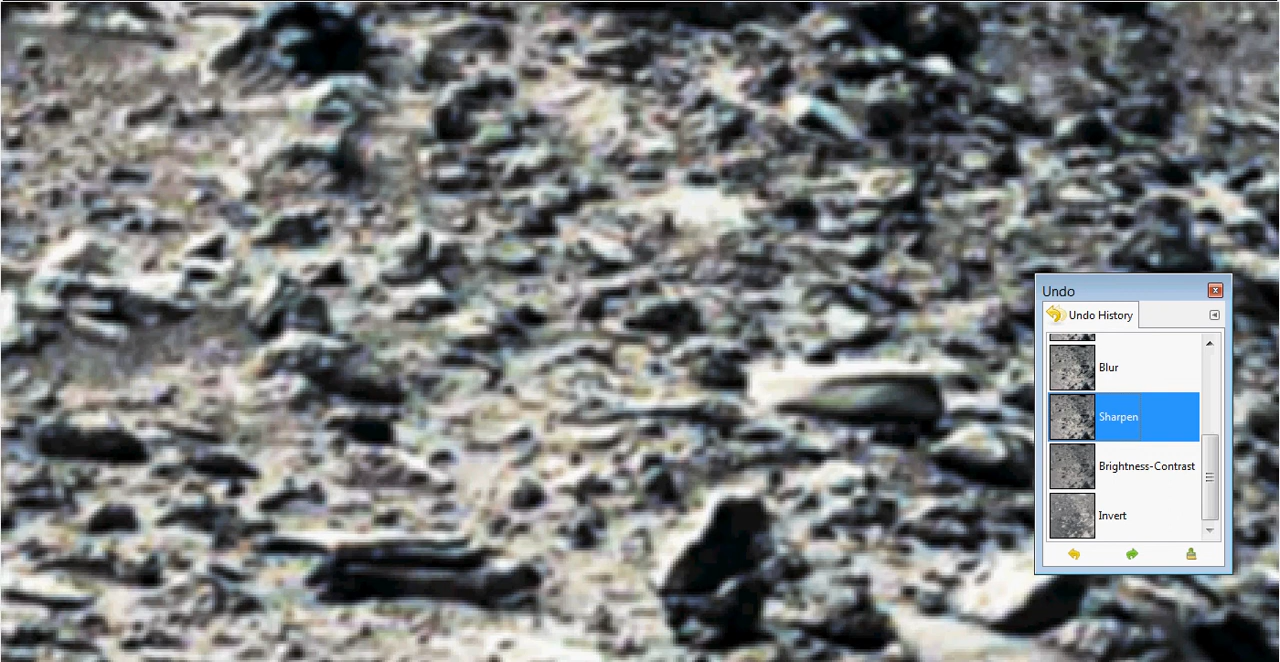 Undo
Undo History
Blur
Sharpen
Brightness-Contrast
Invert